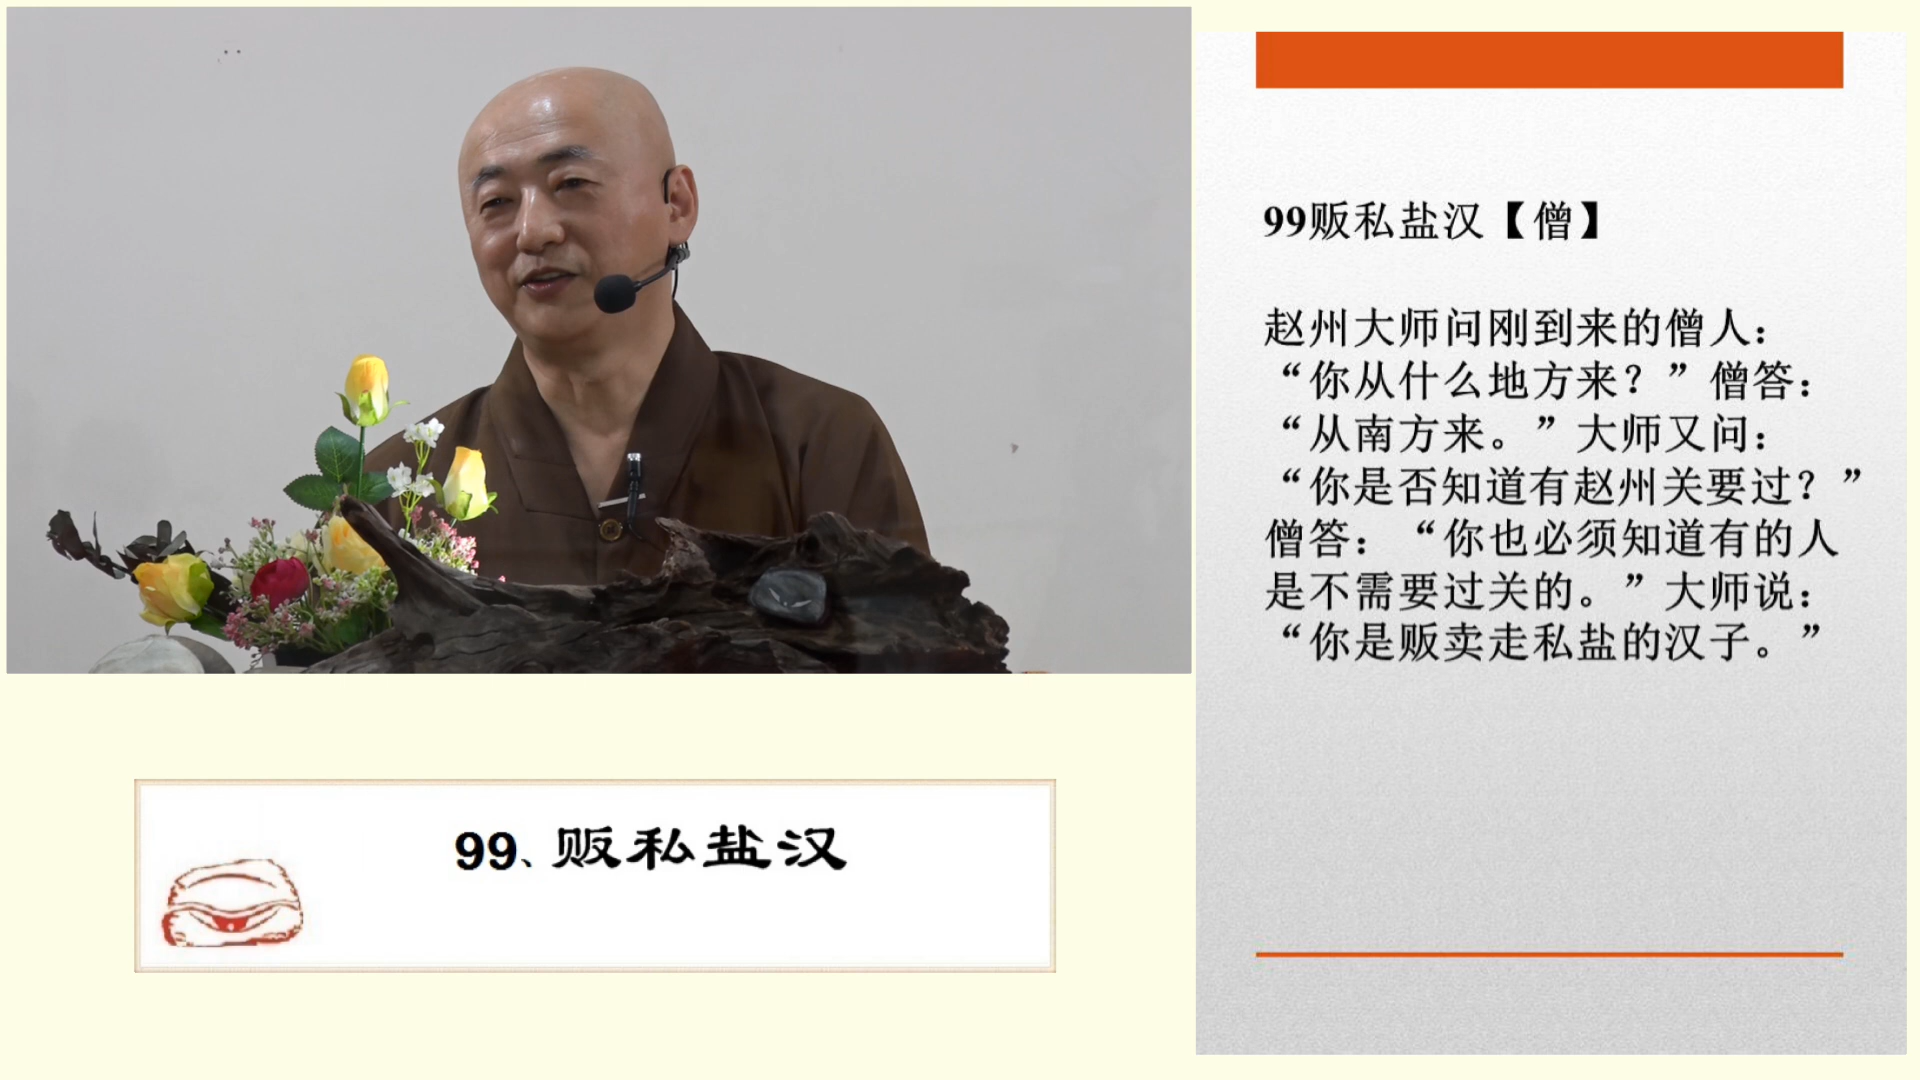 99贩私盐汉【僧】
赵州大师问刚到来的僧人：
“你从什么地方来？”僧答：
“从南方来。”大师又问：
“你是否知道有赵州关要过？”
僧答：“你也必须知道有的人
是不需要过关的。”大师说：
“你是贩卖走私盐的汉子。”
99、贩私盐汉